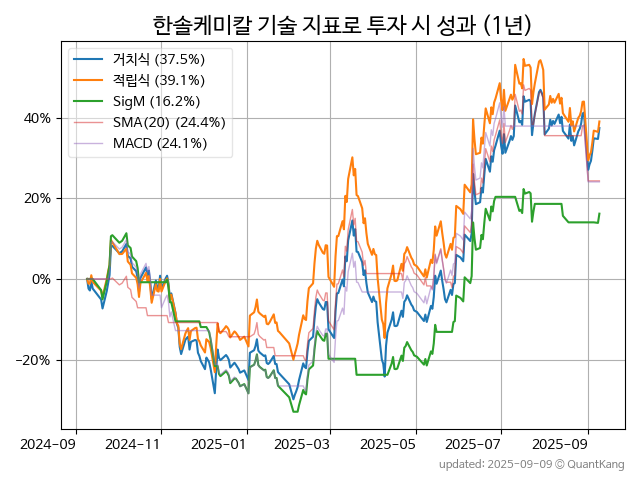 한솔케미칼 기술 지표로 투자 시 성과 (1년)
거치식 (37.5%)
적립식 (39.1%)
SigM (16.2%)
SMA(20) (24.4%)
MACD (24.1%)
40%
20%
0%
−20%
2024-09 2024-11 2025-01 2025-03 2025-05 2025-07 2025-09
updated: 2025-09-09 © QuantKang